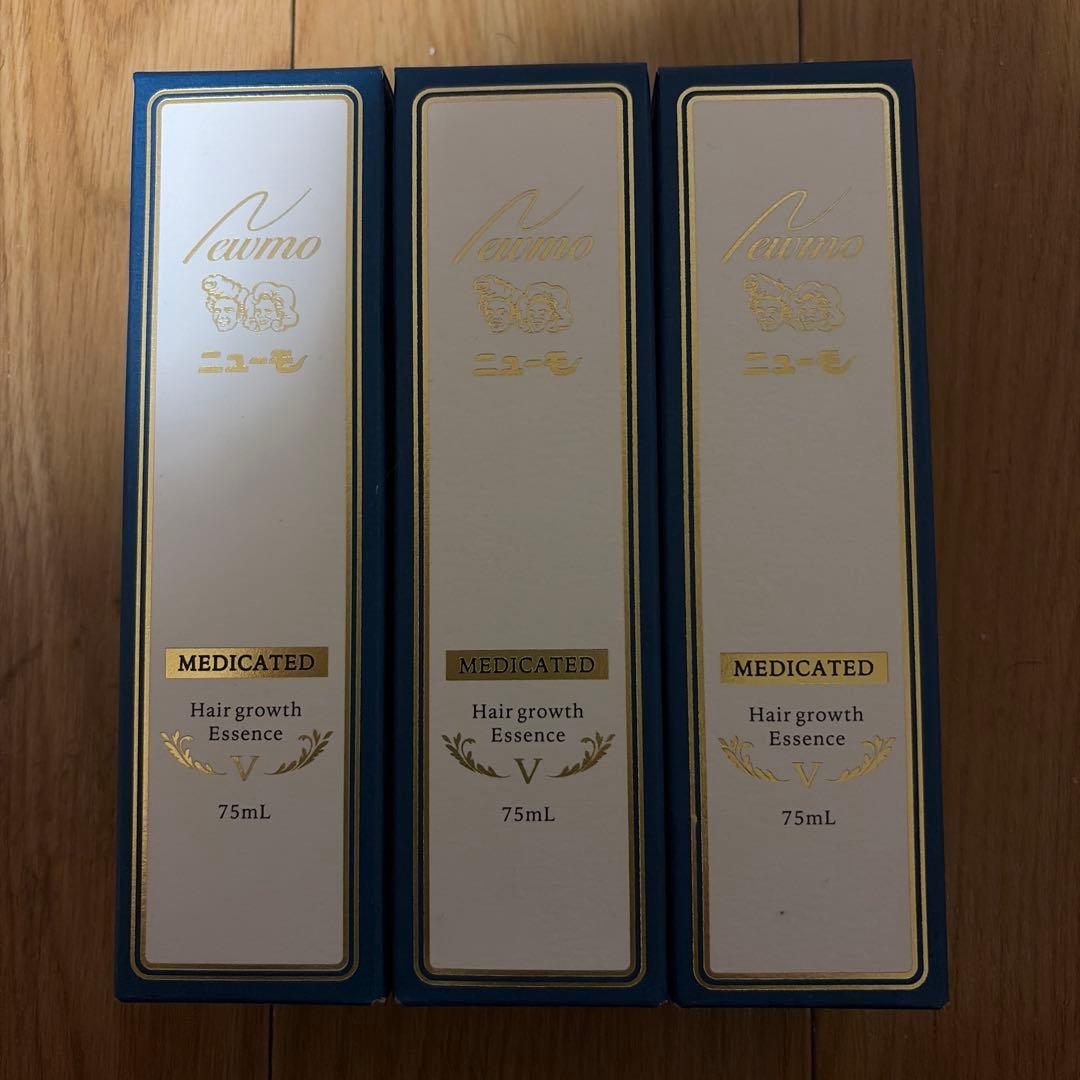 Newmo
ニューモ
MEDICATED
Hair growth
Essence
V
75mL
Newmo
ニューモ
MEDICATED
Hair growth
Essence
V
75mL
Newmo
ニューモ
MEDICATED
Hair growth
Essence
V
75mL